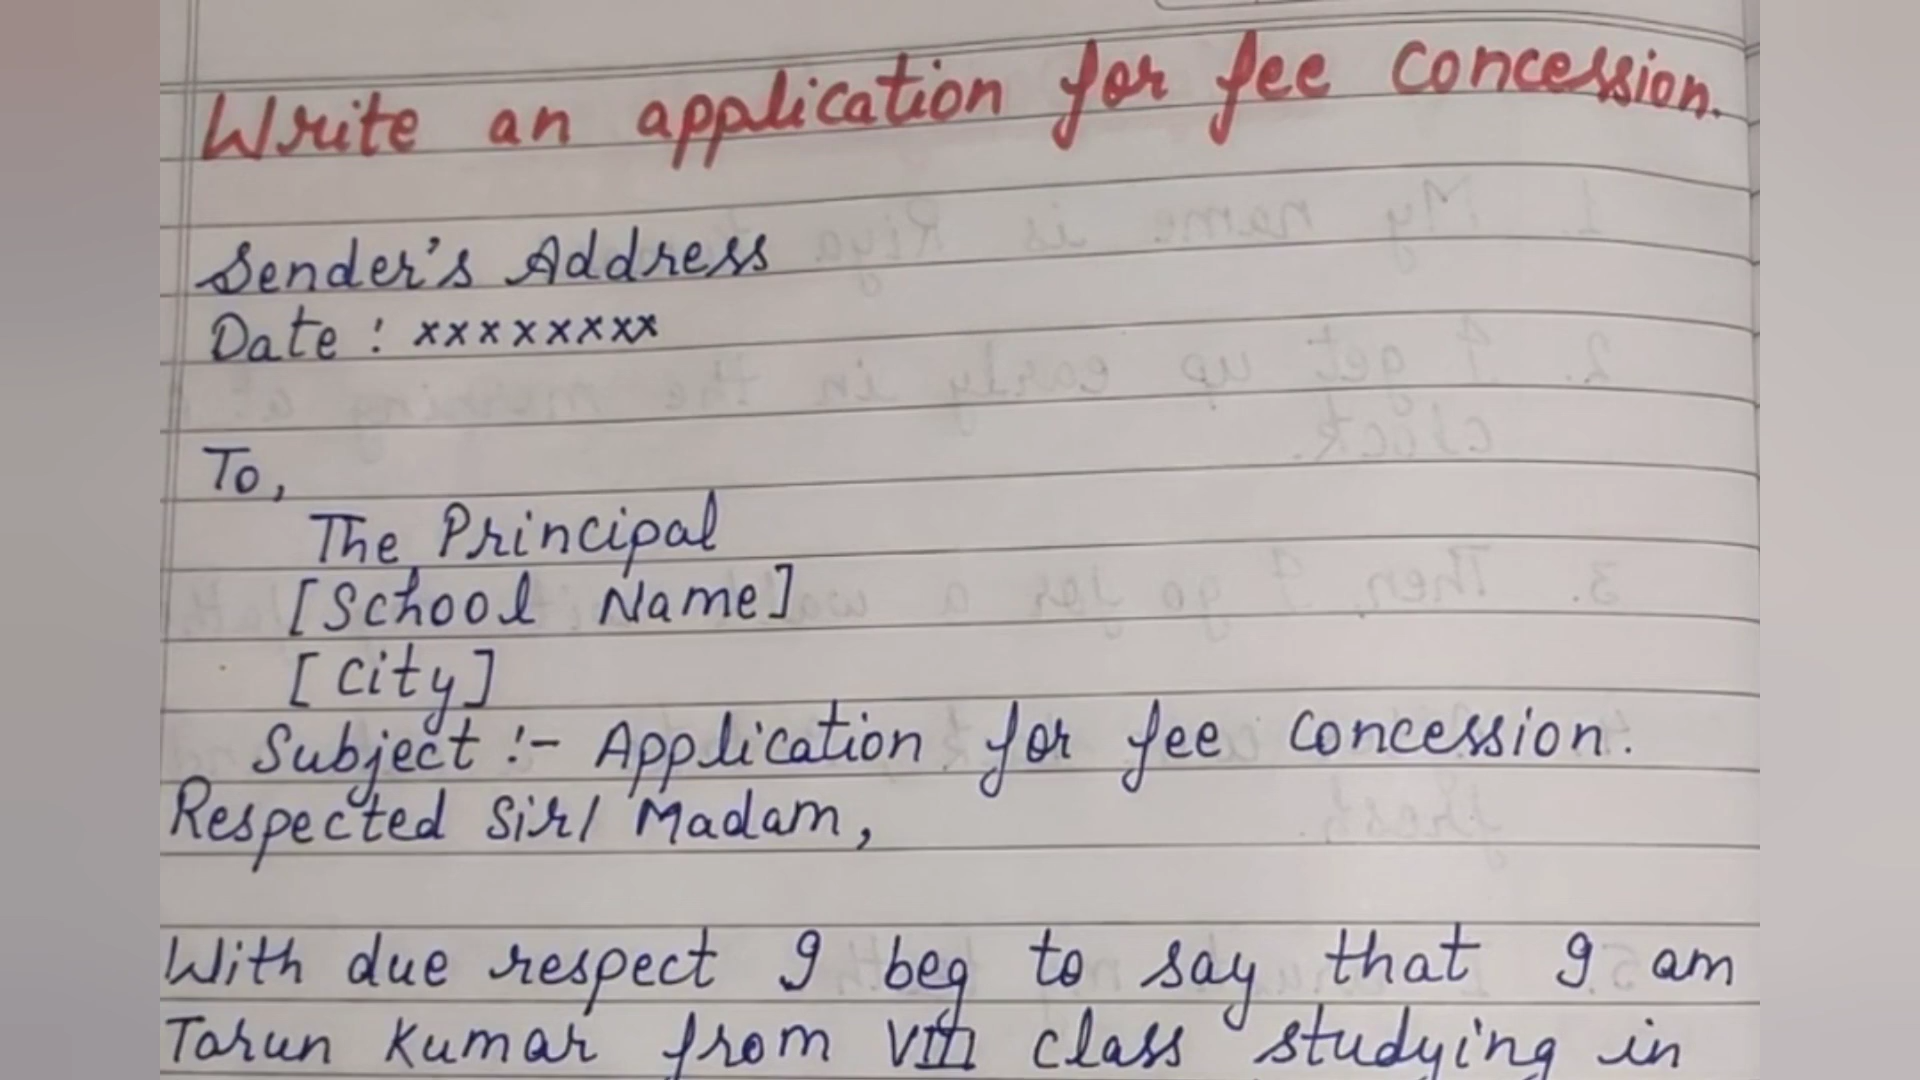 Write an application for fee concession.
Sender's Address
Date : xxxxxxxx
To,
The Principal
[School Name]
[City]
Subject :- Application for fee concession.
Respected Sir/ Madam,
With due respect I beg to say that I am
Tarun Kumar from VIII class studying in